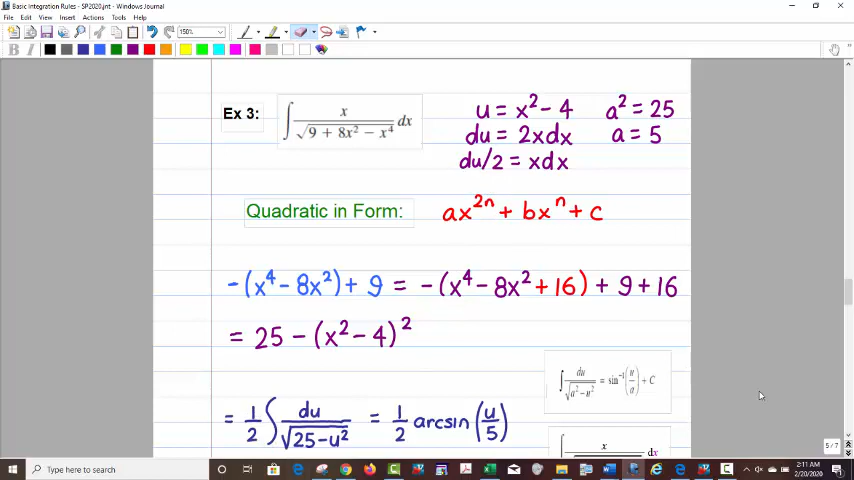 Basic Integration Rules - SP2020.jnt - Windows Journal
File Edit View Insert Actions Tools Help
150%
B I
Ex 3: ∫ x / √(9 + 8x² − x⁴) dx
u = x² − 4 a² = 25
du = 2xdx a = 5
du/2 = xdx
Quadratic in Form: ax²ⁿ + bxⁿ + c
-(x⁴ − 8x²) + 9 = -(x⁴ − 8x² + 16) + 9 + 16
= 25 − (x² − 4)²
∫ du / √(a² − u²) = sin⁻¹(u/a) + C
= 1/2 ∫ du / √(25 − u²) = 1/2 arcsin(u/5)
∫ x dx
5 / 7
Type here to search
2:11 AM
2/20/2020